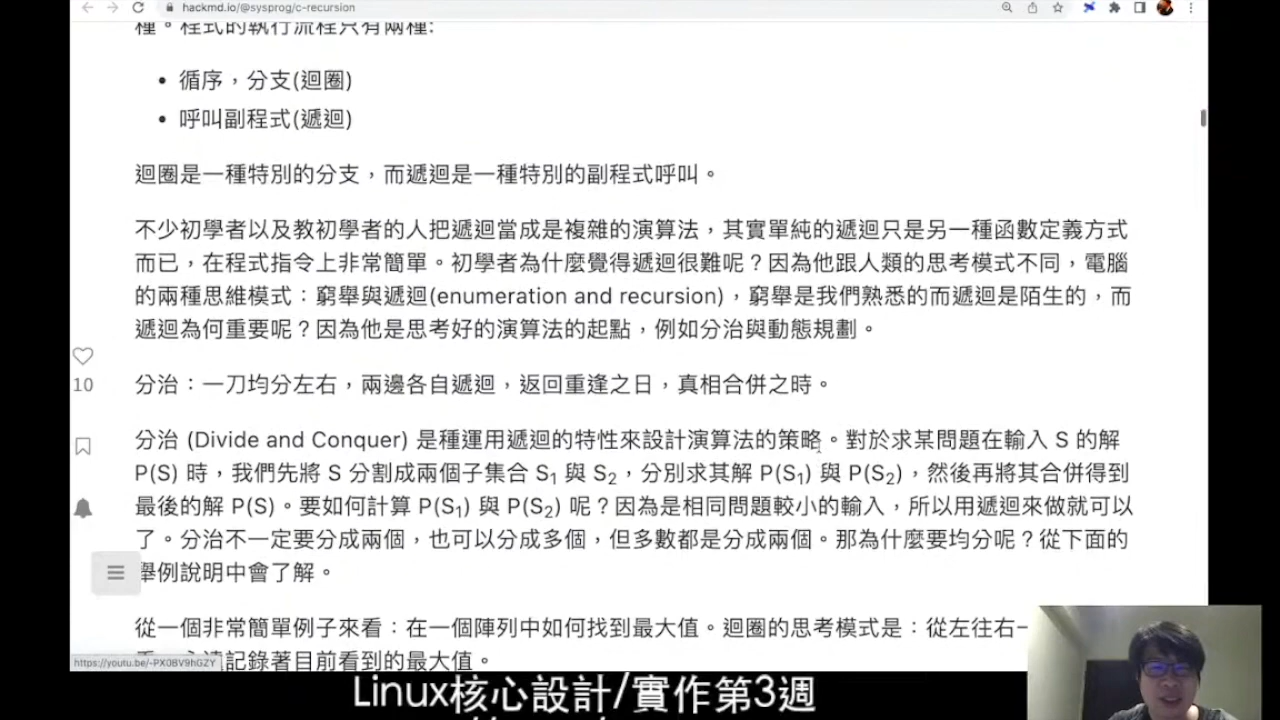 hackmd.io/@sysprog/c-recursion
種。程式的執行流程只有兩種:
• 循序，分支(迴圈)
• 呼叫副程式(遞迴)
迴圈是一種特別的分支，而遞迴是一種特別的副程式呼叫。
不少初學者以及教初學者的人把遞迴當成是複雜的演算法，其實單純的遞迴只是另一種函數定義方式
而已，在程式指令上非常簡單。初學者為什麼覺得遞迴很難呢？因為他跟人類的思考模式不同，電腦
的兩種思維模式：窮舉與遞迴(enumeration and recursion)，窮舉是我們熟悉的而遞迴是陌生的，而
遞迴為何重要呢？因為他是思考好的演算法的起點，例如分治與動態規劃。
10
分治：一刀均分左右，兩邊各自遞迴，返回重逢之日，真相合併之時。
分治 (Divide and Conquer) 是種運用遞迴的特性來設計演算法的策略。對於求某問題在輸入 S 的解
P(S) 時，我們先將 S 分割成兩個子集合 S₁ 與 S₂，分別求其解 P(S₁) 與 P(S₂)，然後再將其合併得到
最後的解 P(S)。要如何計算 P(S₁) 與 P(S₂) 呢？因為是相同問題較小的輸入，所以用遞迴來做就可以
了。分治不一定要分成兩個，也可以分成多個，但多數都是分成兩個。那為什麼要均分呢？從下面的
舉例說明中會了解。
從一個非常簡單例子來看：在一個陣列中如何找到最大值。迴圈的思考模式是：從左往右一
記錄著目前看到的最大值。
https://youtu.be/-PX0BV9hGZY
Linux核心設計/實作第3週